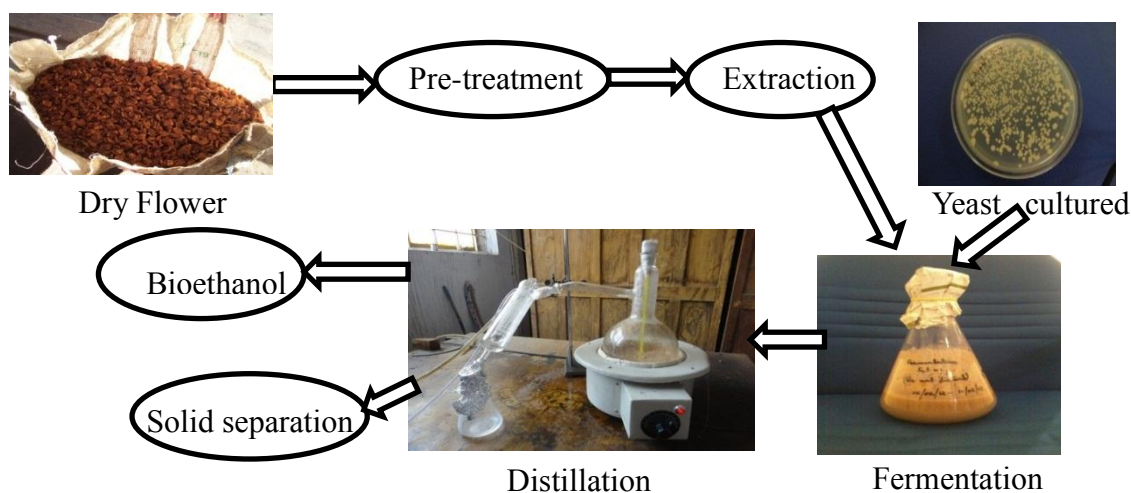 Pre-treatment
Extraction
Dry Flower
Yeast cultured
Bioethanol
Solid separation
Distillation
Fermentation